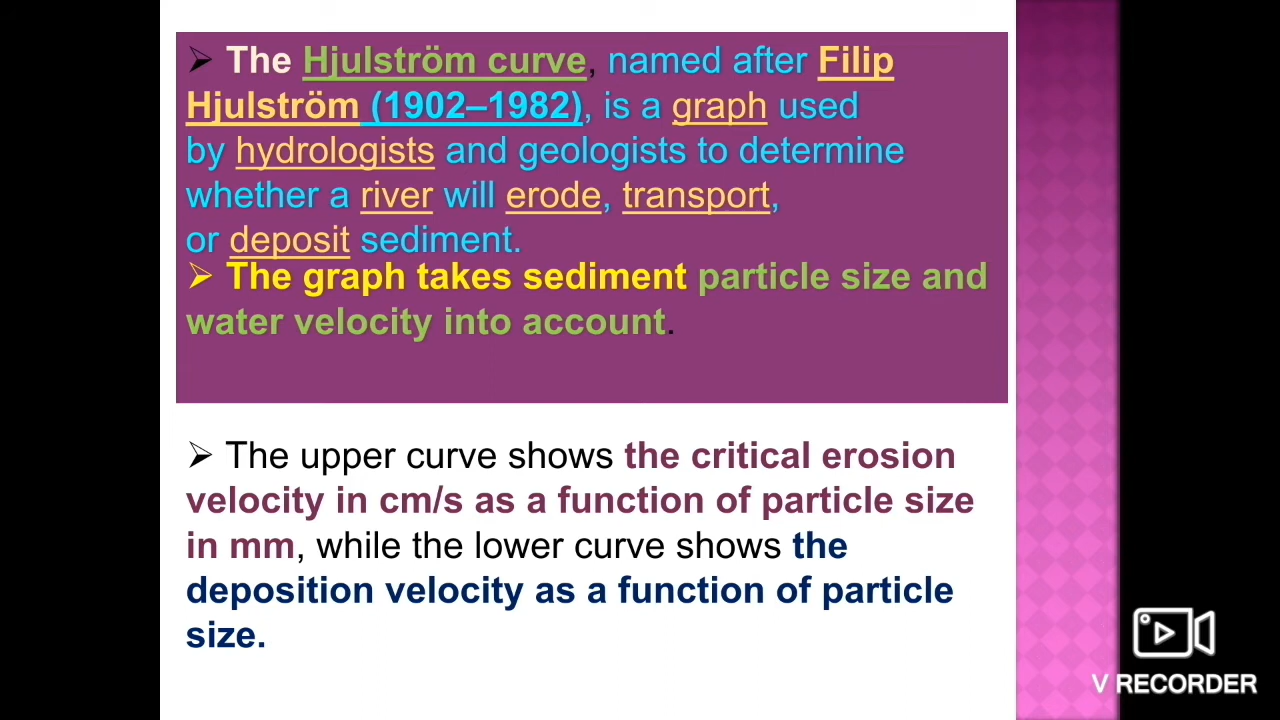 ➢ The Hjulström curve, named after Filip
Hjulström (1902–1982), is a graph used
by hydrologists and geologists to determine
whether a river will erode, transport,
or deposit sediment.
➢ The graph takes sediment particle size and
water velocity into account.
➢ The upper curve shows the critical erosion
velocity in cm/s as a function of particle size
in mm, while the lower curve shows the
deposition velocity as a function of particle
size.
V RECORDER